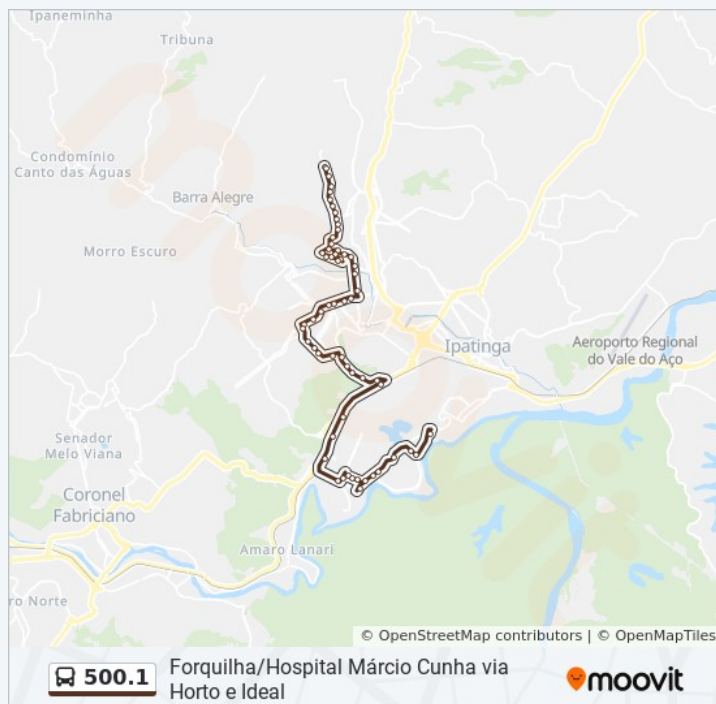 Ipaneminha
Tribuna
Condomínio
Canto das Águas
Barra Alegre
Morro Escuro
Ipatinga
Aeroporto Regional
do Vale do Aço
Senador
Melo Viana
Coronel
Fabriciano
Amaro Lanari
ro Norte
© OpenStreetMap contributors | © OpenMapTiles
500.1
Forquilha/Hospital Márcio Cunha via
Horto e Ideal
moovit